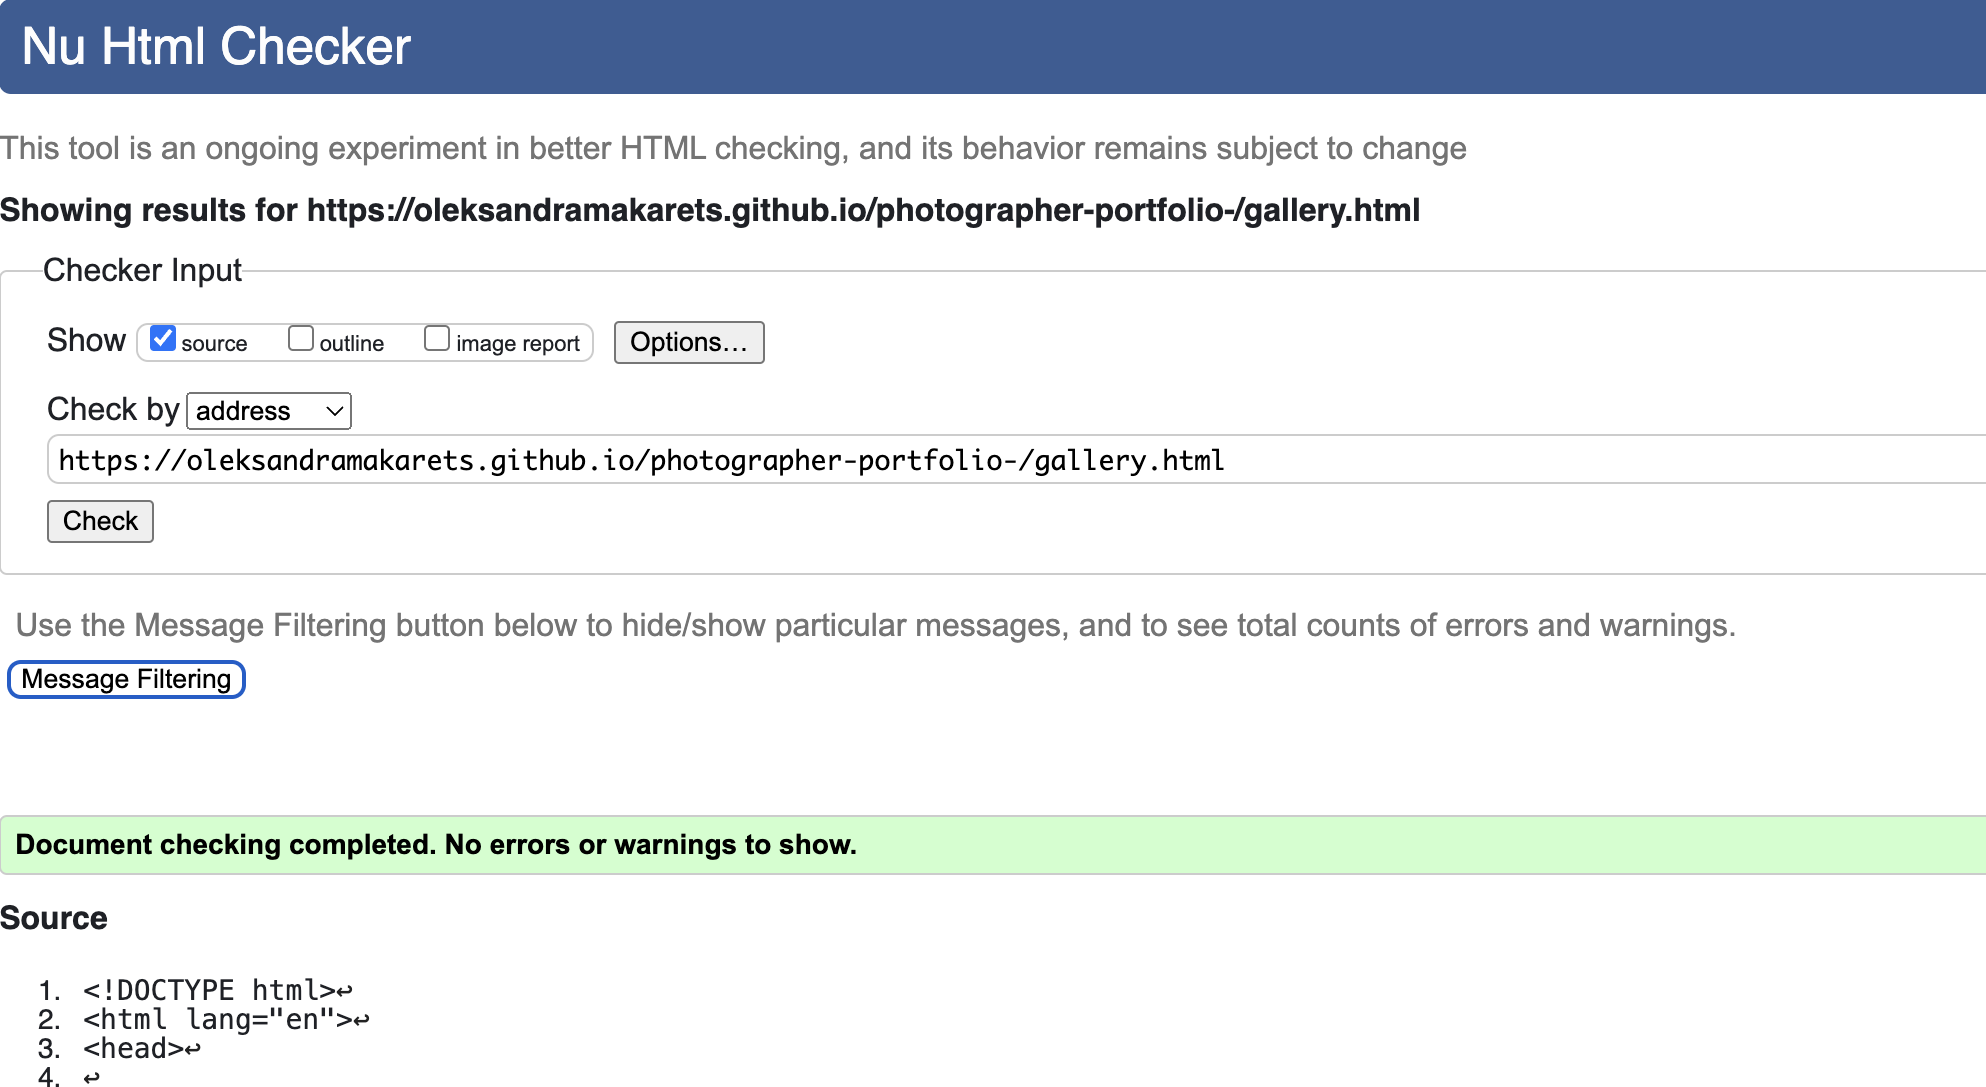 Nu Html Checker
This tool is an ongoing experiment in better HTML checking, and its behavior remains subject to change
Showing results for https://oleksandramakarets.github.io/photographer-portfolio-/gallery.html
Checker Input
Show source outline image report Options…
Check by address
https://oleksandramakarets.github.io/photographer-portfolio-/gallery.html
Check
Use the Message Filtering button below to hide/show particular messages, and to see total counts of errors and warnings.
Message Filtering
Document checking completed. No errors or warnings to show.
Source
1. <!DOCTYPE html>↩
2. <html lang="en">↩
3. <head>↩
4. ↩